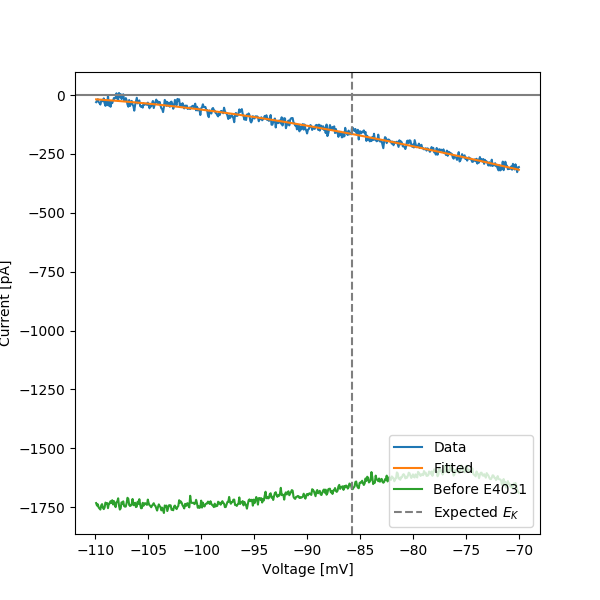 0
−250
−500
−750
−1000
−1250
−1500
−1750
Current [pA]
Data
Fitted
Before E4031
Expected E_K
−110
−105
−100
−95
−90
−85
−80
−75
−70
Voltage [mV]